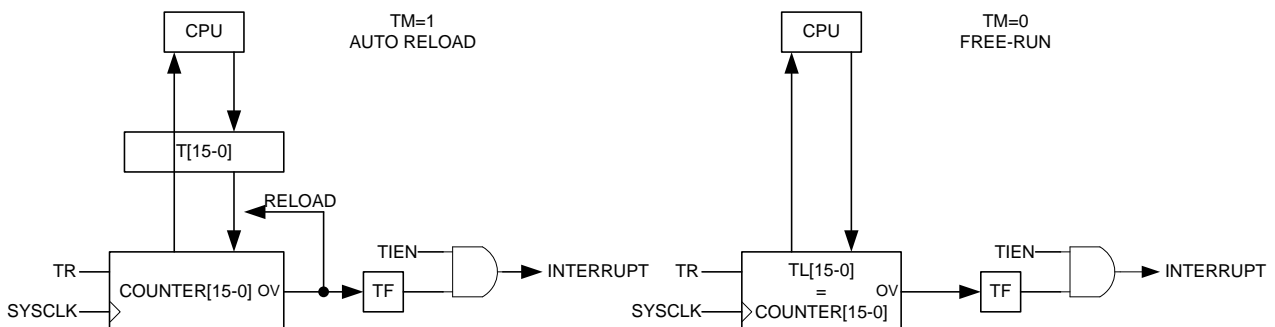 CPU
TM=1
AUTO RELOAD
T[15-0]
RELOAD
TR
SYSCLK
COUNTER[15-0]
OV
TF
TIEN
INTERRUPT
CPU
TM=0
FREE-RUN
TR
SYSCLK
TL[15-0]
=
COUNTER[15-0]
OV
TF
TIEN
INTERRUPT